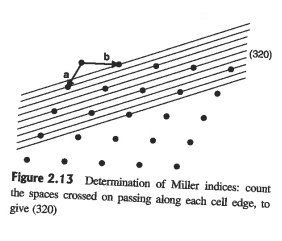 b
a
(320)
Figure 2.13 Determination of Miller indices: count
the spaces crossed on passing along each cell edge, to
give (320)